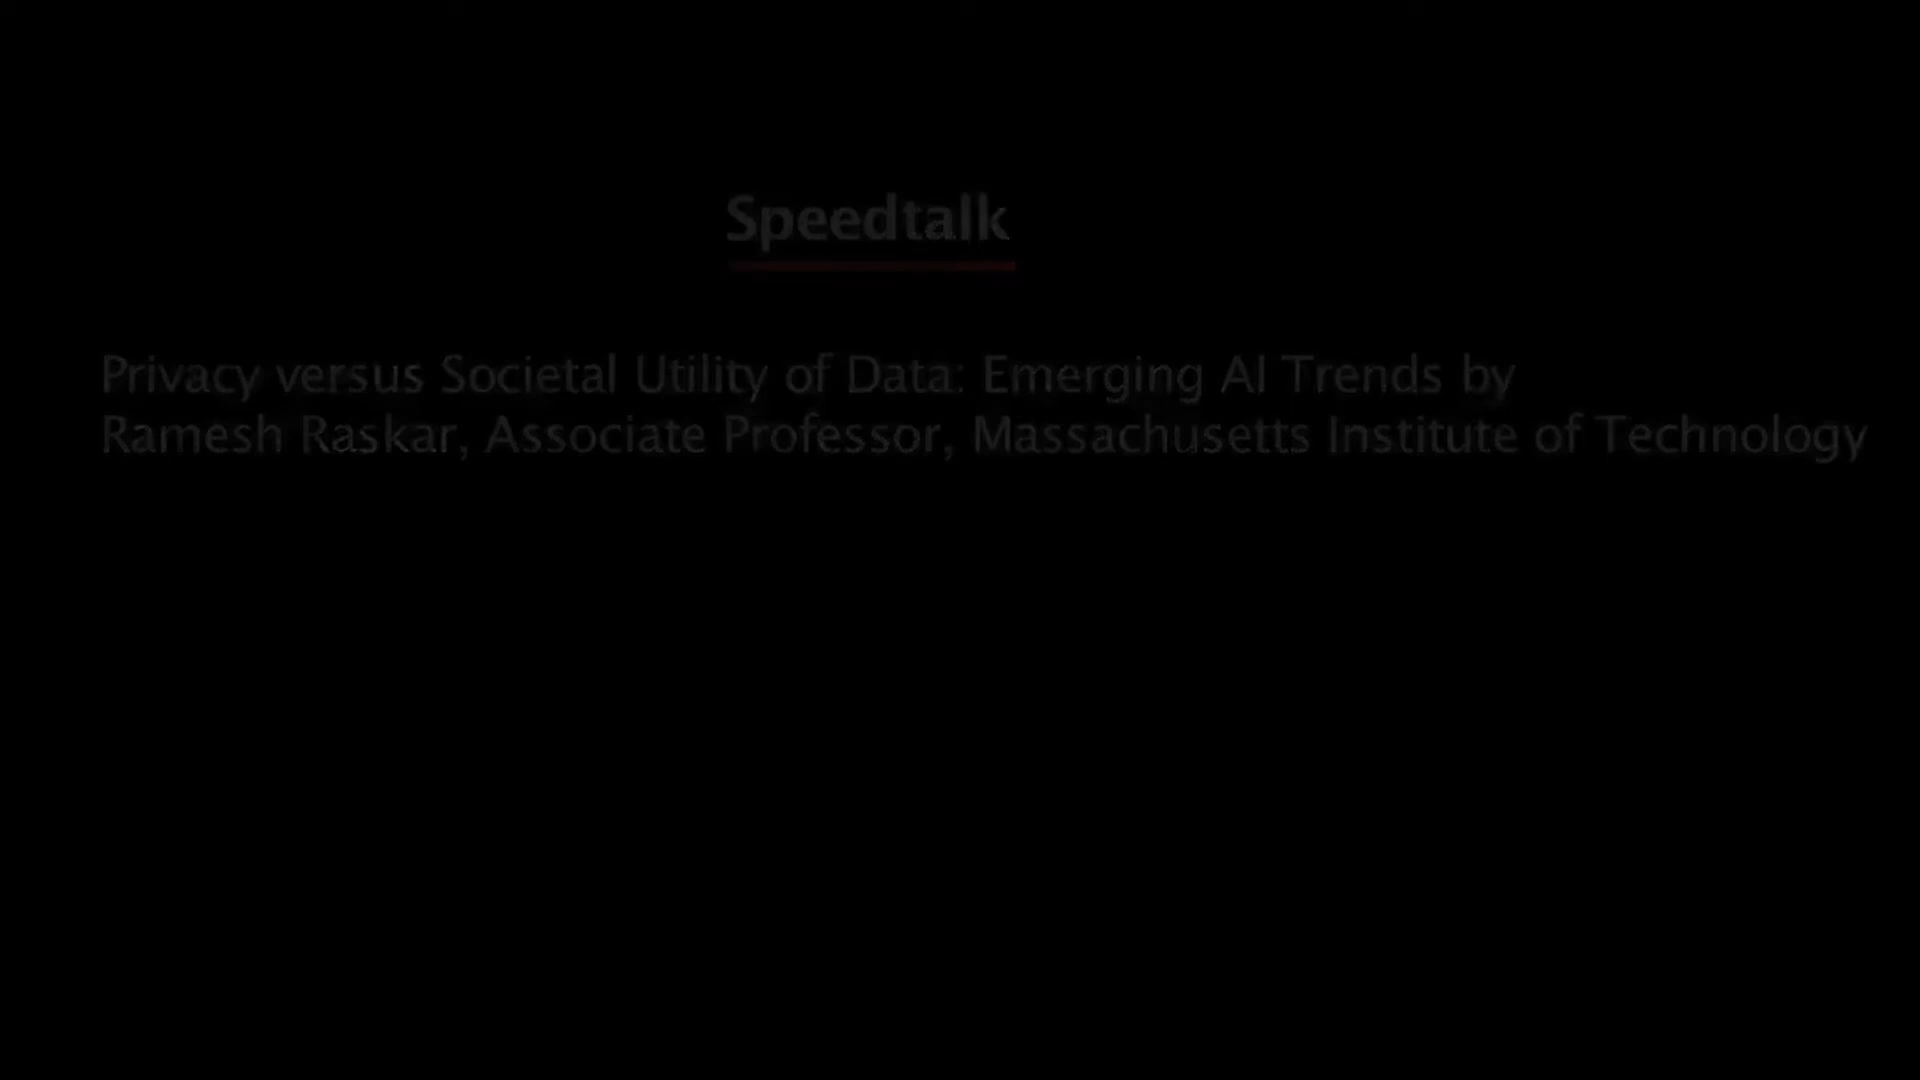 Speedtalk
Privacy versus Societal Utility of Data: Emerging AI Trends by
Ramesh Raskar, Associate Professor, Massachusetts Institute of Technology